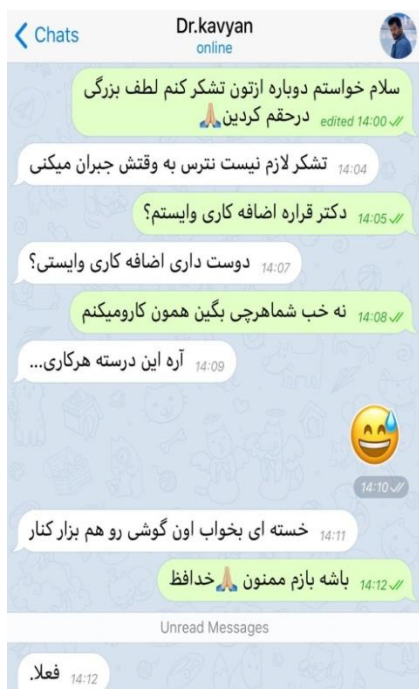 Chats
Dr.kavyan
online
سلام خواستم دوباره ازتون تشکر کنم لطف بزرگی
درحقم کردین🙏🏼 edited 14:00
تشکر لازم نیست نترس به وقتش جبران میکنی 14:04
دکتر قراره اضافه کاری وایستم؟ 14:05
دوست داری اضافه کاری وایستی؟ 14:07
نه خب شماهرچی بگین همون کارومیکنم 14:08
آره این درسته هرکاری... 14:09
😅
14:10
خسته ای بخواب اون گوشی رو هم بزار کنار 14:11
باشه بازم ممنون🙏🏼خدافظ 14:12
Unread Messages
فعلا. 14:12